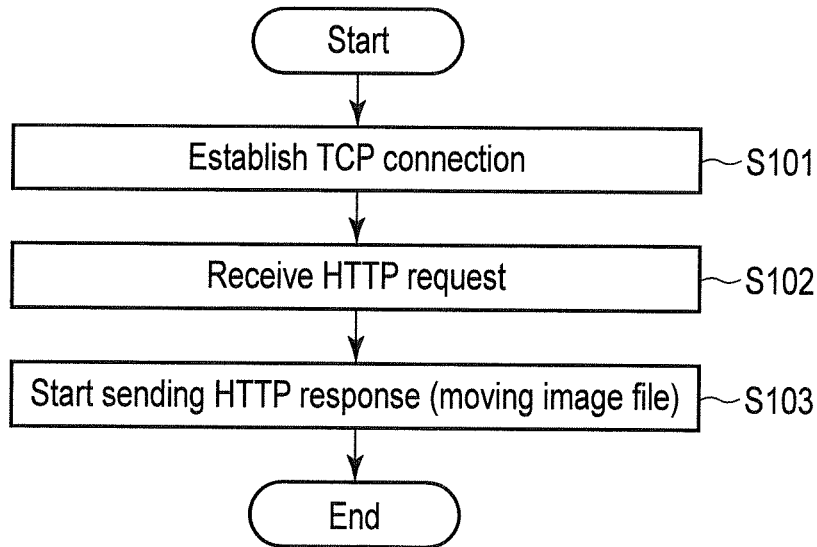 Start
Establish TCP connection
S101
Receive HTTP request
S102
Start sending HTTP response (moving image file)
S103
End